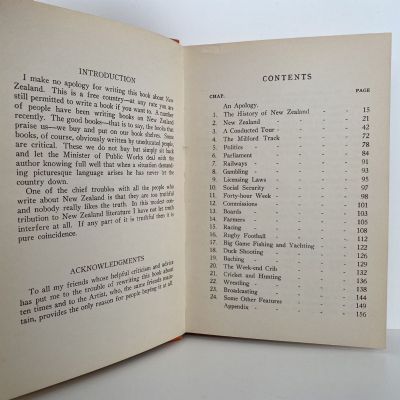 INTRODUCTION
I make no apology for writing this book about New
Zealand. This is a free country—at any rate you are
still permitted to write a book if you want to. A number
of people have been writing books on New Zealand
recently. The good books—that is to say, the books that
praise us—we buy and put on our book shelves. Some
books, of course, obviously written by uneducated people,
are critical. These we do not buy but simply sit back
and let the Minister of Public Works deal with the
author knowing full well that when a situation demand-
ing picturesque language arises he has never let the
country down.
One of the chief troubles with all the people who
write about New Zealand is that they are too truthful
and nobody really likes the truth. In this modest con-
tribution to New Zealand literature I have not let truth
interfere at all. If any part of it is truthful then it is
pure coincidence.
ACKNOWLEDGMENTS
To all my friends whose helpful criticism and advice
has put me to the trouble of rewriting this book about
ten times and to the Artist, who, the same friends main-
tain, provides the only reason for people buying it at all.
CONTENTS
CHAP. PAGE
An Apology.
1. The History of New Zealand - - 15
2. New Zealand - - - - 21
3. A Conducted Tour - - - 42
4. The Milford Track - - - 72
5. Politics - - - - 78
6. Parliament - - - - 84
7. Railways - - - - 91
8. Gambling - - - - 93
9. Licensing Laws - - - - 95
10. Social Security - - - - 97
11. Forty-hour Week - - - - 98
12. Commissions - - - - 101
13. Boards - - - - 103
14. Farmers - - - - 105
15. Racing - - - - 108
16. Rugby Football - - - - 116
17. Big Game Fishing and Yachting - - 122
18. Duck Shooting - - - - 126
19. Baching - - - - 129
20. The Week-end Crib - - - 132
21. Cricket and Hunting - - - 136
22. Wrestling - - - - 138
23. Broadcasting - - - - 144
24. Some Other Features - - - 149
Appendix - - - - 156